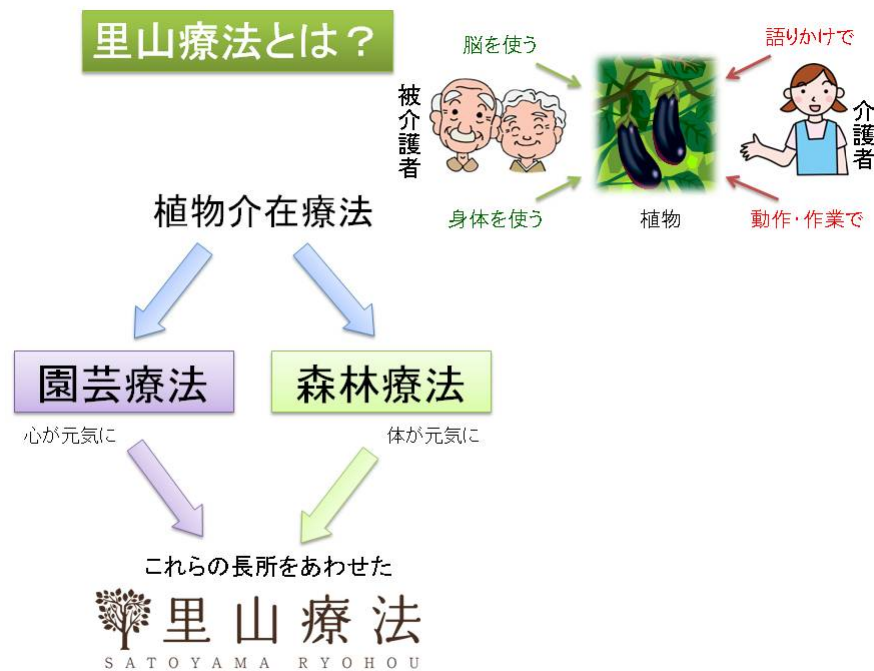 里山療法とは？
脳を使う
語りかけで
被介護者
介護者
身体を使う
植物
動作・作業で
植物介在療法
園芸療法
森林療法
心が元気に
体が元気に
これらの長所をあわせた
里山療法
SATOYAMA RYOHOU